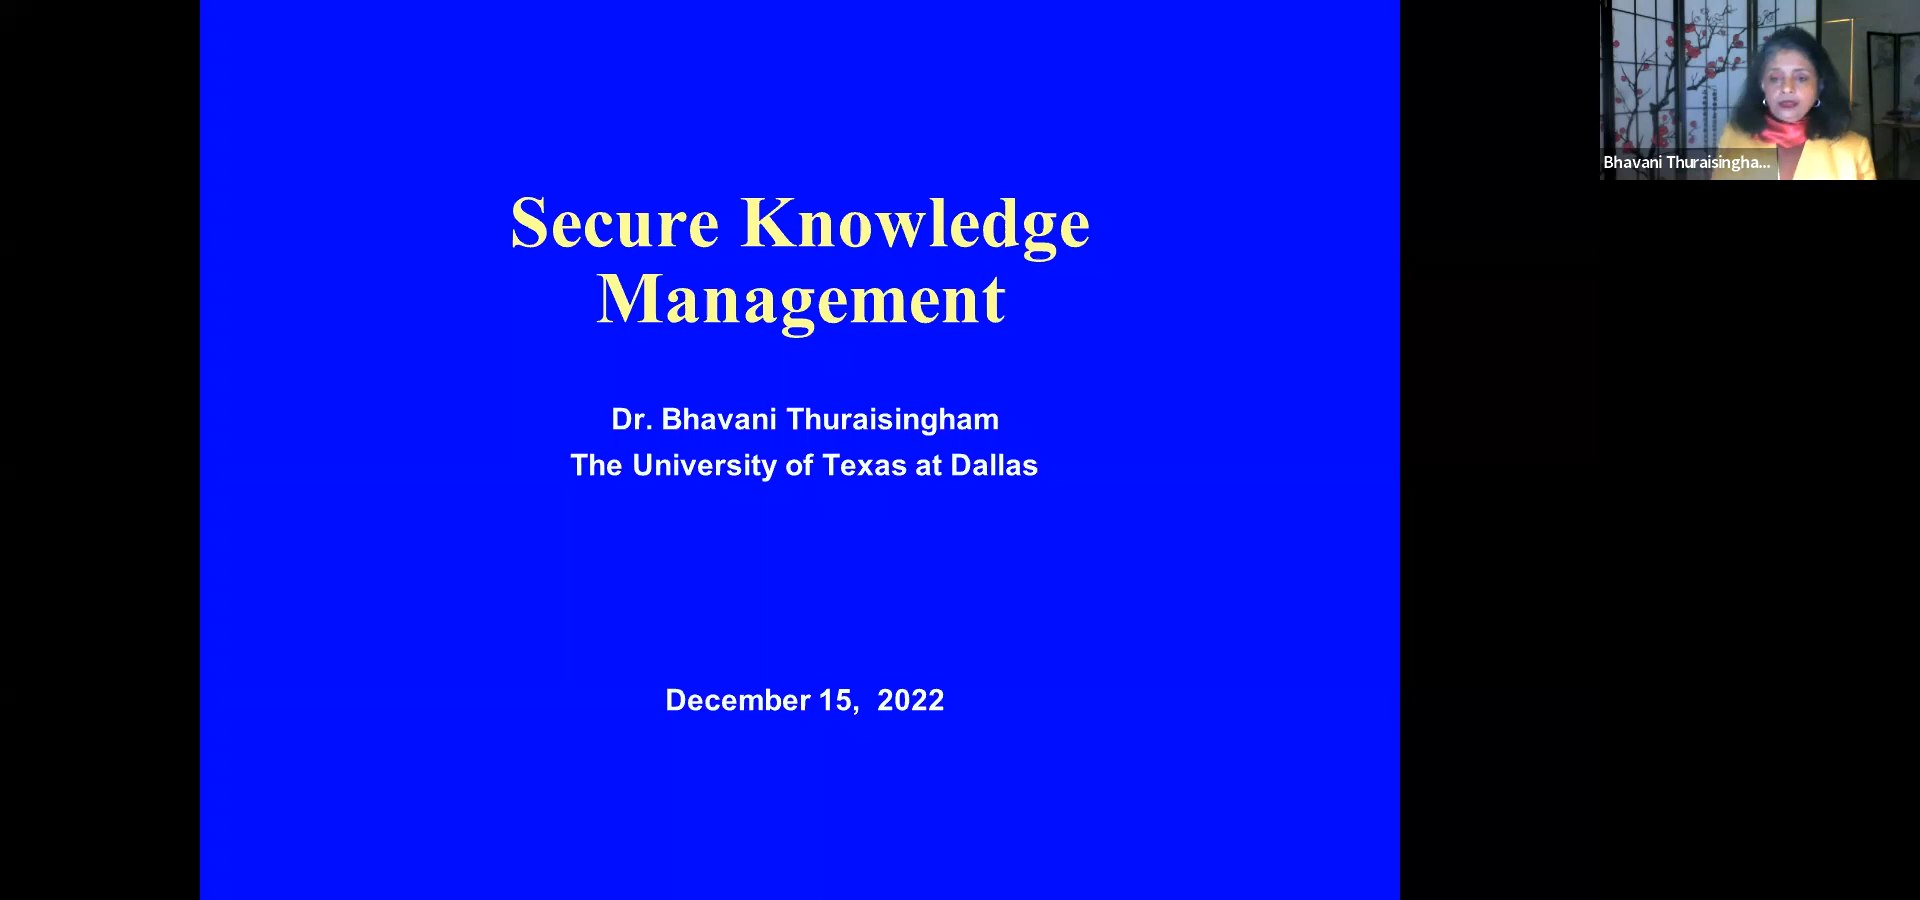 Secure Knowledge
Management
Dr. Bhavani Thuraisingham
The University of Texas at Dallas
December 15,  2022
Bhavani Thuraisingha...